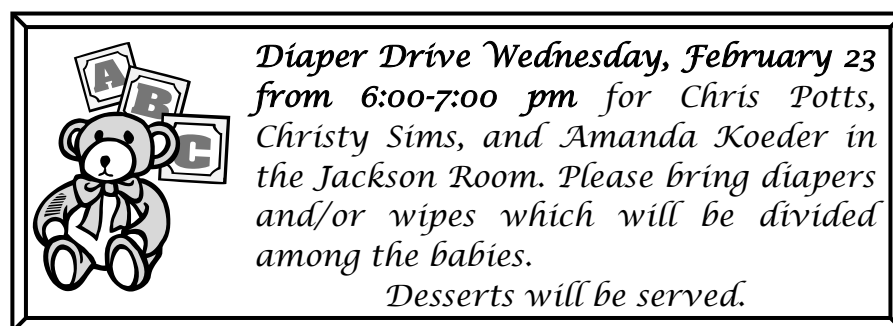 A
B
C
Diaper Drive Wednesday, February 23
from 6:00-7:00 pm for Chris Potts,
Christy Sims, and Amanda Koeder in
the Jackson Room. Please bring diapers
and/or wipes which will be divided
among the babies.
Desserts will be served.